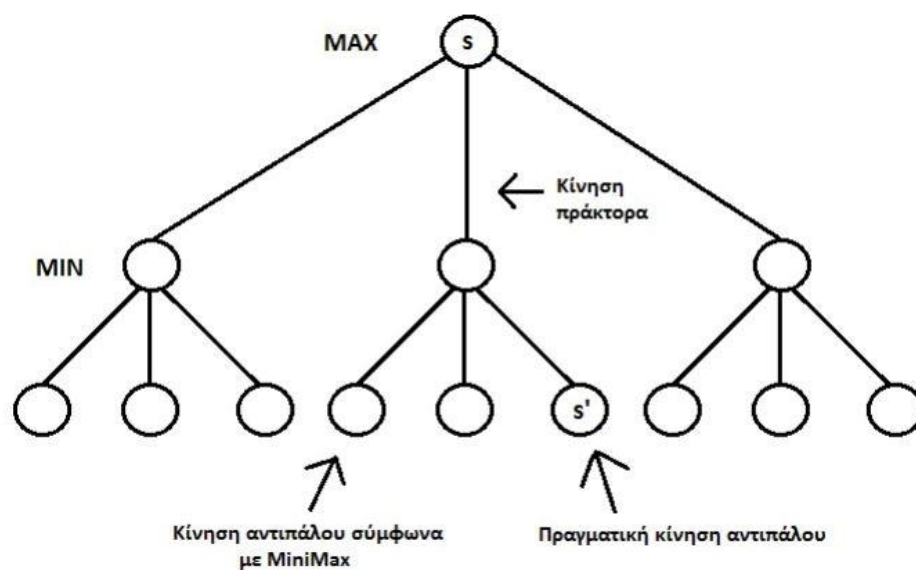 MAX
s
Κίνηση
πράκτορα
MIN
s'
Κίνηση αντιπάλου σύμφωνα
με MiniMax
Πραγματική κίνηση αντιπάλου